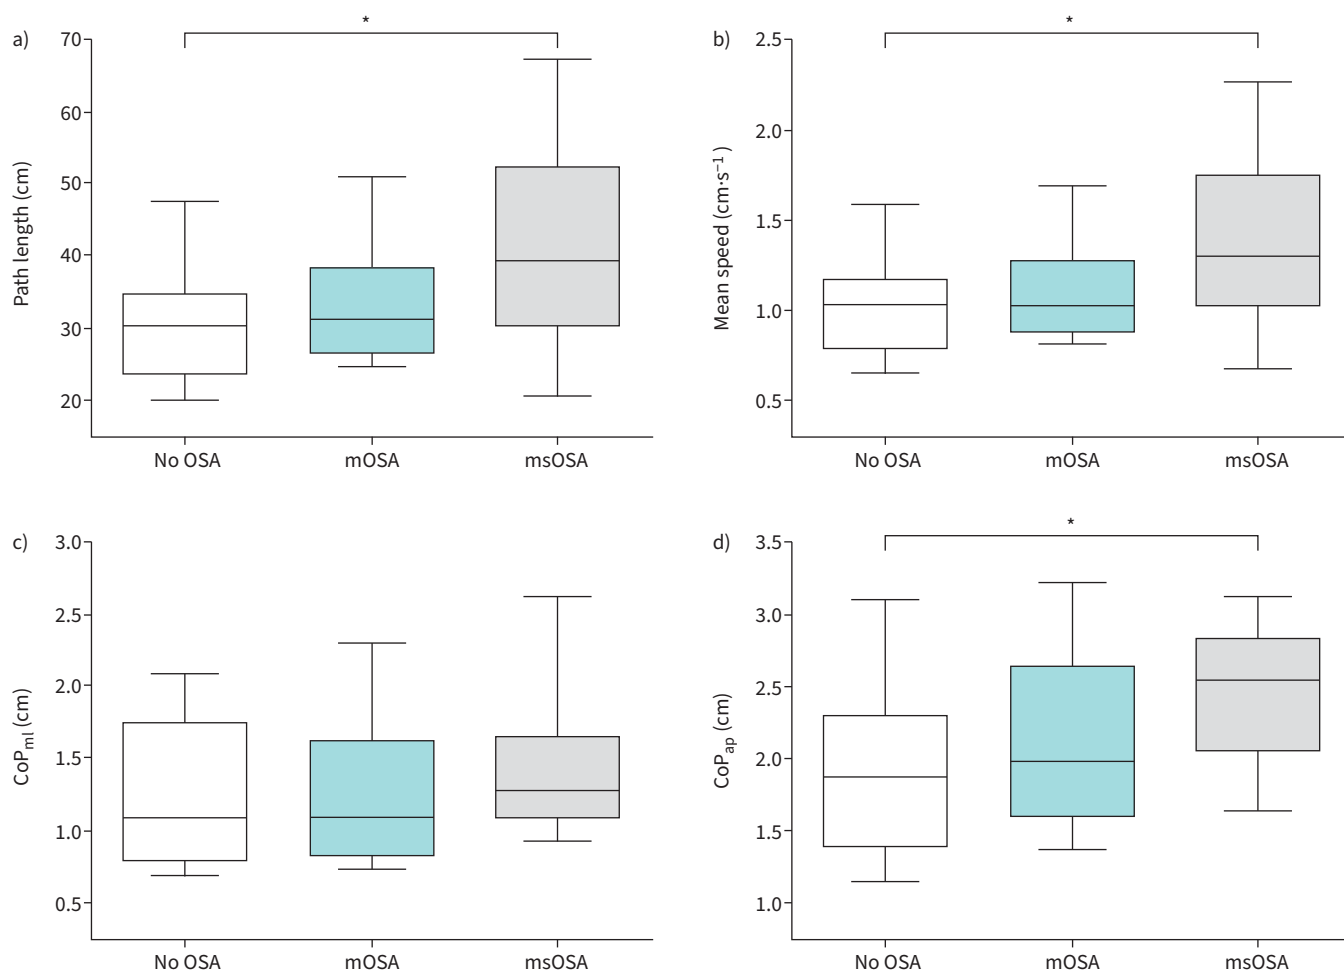 a)
*
Path length (cm)
70
60
50
40
30
20
No OSA mOSA msOSA
b)
*
Mean speed (cm·s⁻¹)
2.5
2.0
1.5
1.0
0.5
No OSA mOSA msOSA
c)
CoPml (cm)
3.0
2.5
2.0
1.5
1.0
0.5
No OSA mOSA msOSA
d)
*
CoPap (cm)
3.5
3.0
2.5
2.0
1.5
1.0
No OSA mOSA msOSA